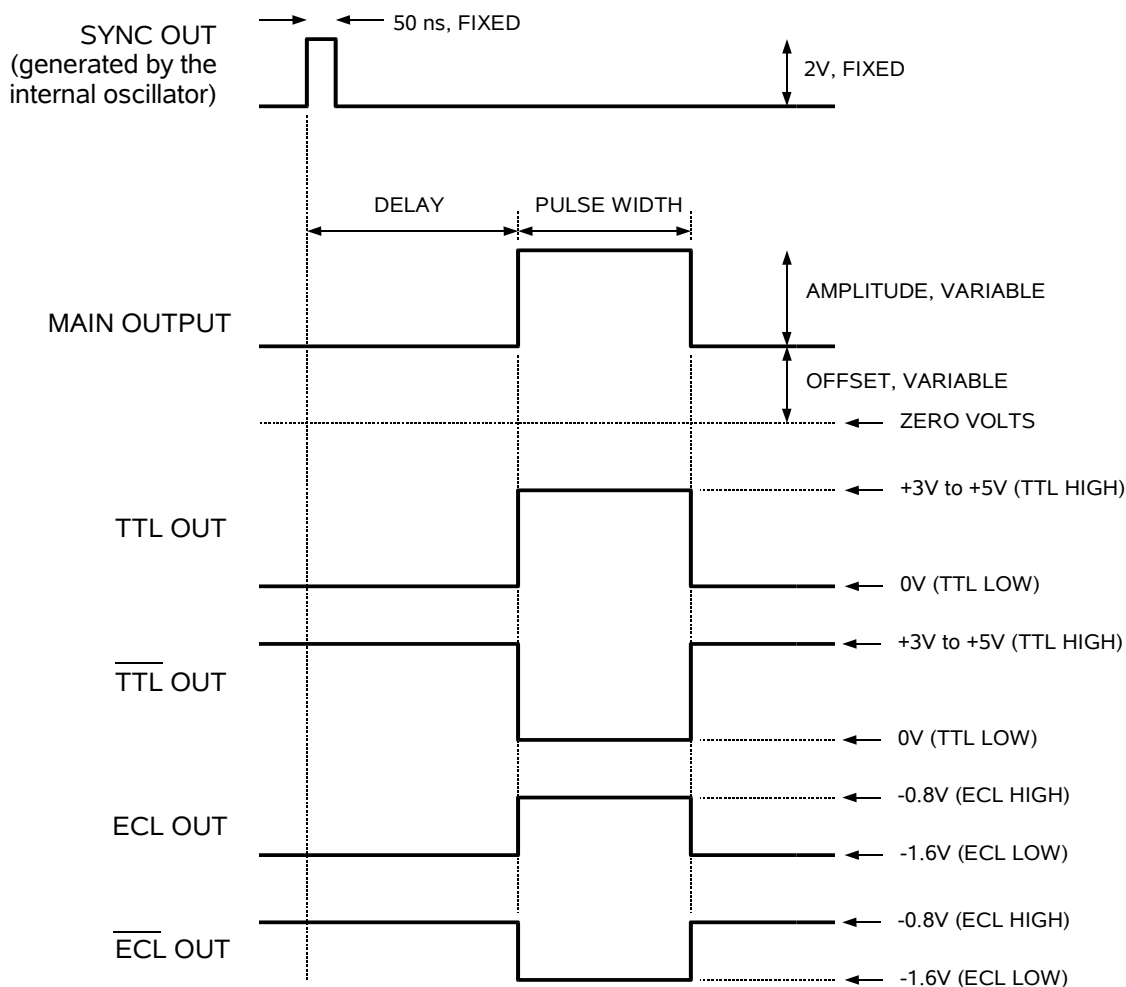 50 ns, FIXED
SYNC OUT
(generated by the
internal oscillator)
2V, FIXED
DELAY
PULSE WIDTH
AMPLITUDE, VARIABLE
MAIN OUTPUT
OFFSET, VARIABLE
ZERO VOLTS
+3V to +5V (TTL HIGH)
TTL OUT
0V (TTL LOW)
+3V to +5V (TTL HIGH)
T̅T̅L̅ OUT
0V (TTL LOW)
-0.8V (ECL HIGH)
ECL OUT
-1.6V (ECL LOW)
-0.8V (ECL HIGH)
E̅C̅L̅ OUT
-1.6V (ECL LOW)